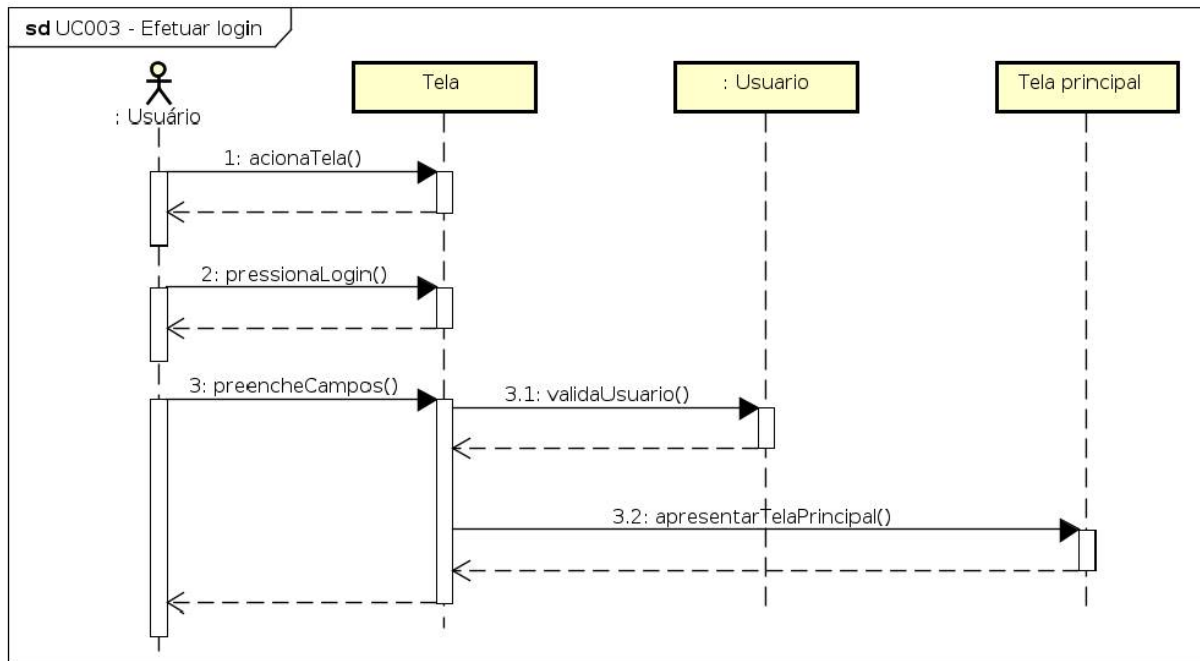 sd UC003 - Efetuar login
: Usuário
Tela
: Usuario
Tela principal
1: acionaTela()
2: pressionaLogin()
3: preencheCampos()
3.1: validaUsuario()
3.2: apresentarTelaPrincipal()